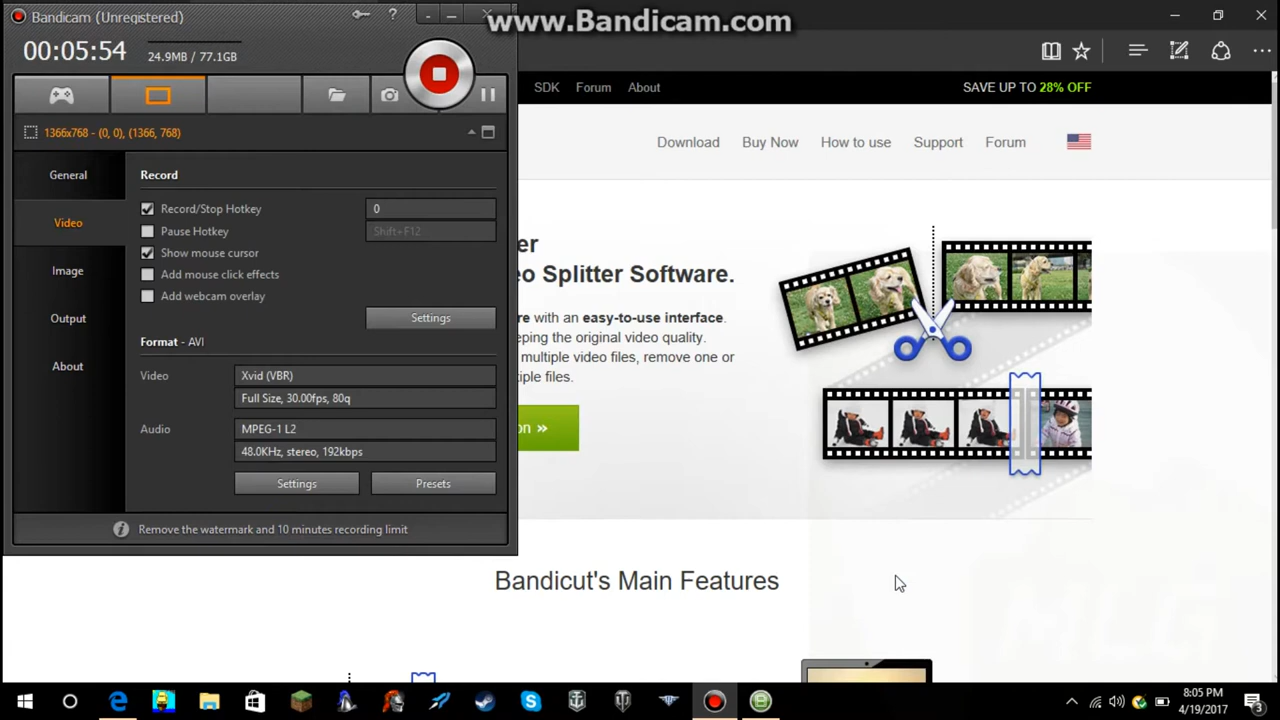 www.Bandicam.com
Bandicam (Unregistered)
?
00:05:54
24.9MB / 77.1GB
SDK
Forum
About
SAVE UP TO 28% OFF
1366x768 - (0, 0), (1366, 768)
Download
Buy Now
How to use
Support
Forum
General
Video
Image
Output
About
Record
Record/Stop Hotkey
0
Pause Hotkey
Shift+F12
Show mouse cursor
Add mouse click effects
Add webcam overlay
Settings
Format - AVI
Video
Xvid (VBR)
Full Size, 30.00fps, 80q
Audio
MPEG-1 L2
48.0KHz, stereo, 192kbps
Settings
Presets
Remove the watermark and 10 minutes recording limit
er
eo Splitter Software.
re with an easy-to-use interface.
eping the original video quality.
multiple video files, remove one or
tiple files.
on »
Bandicut's Main Features
MLG
8:05 PM
4/19/2017
3